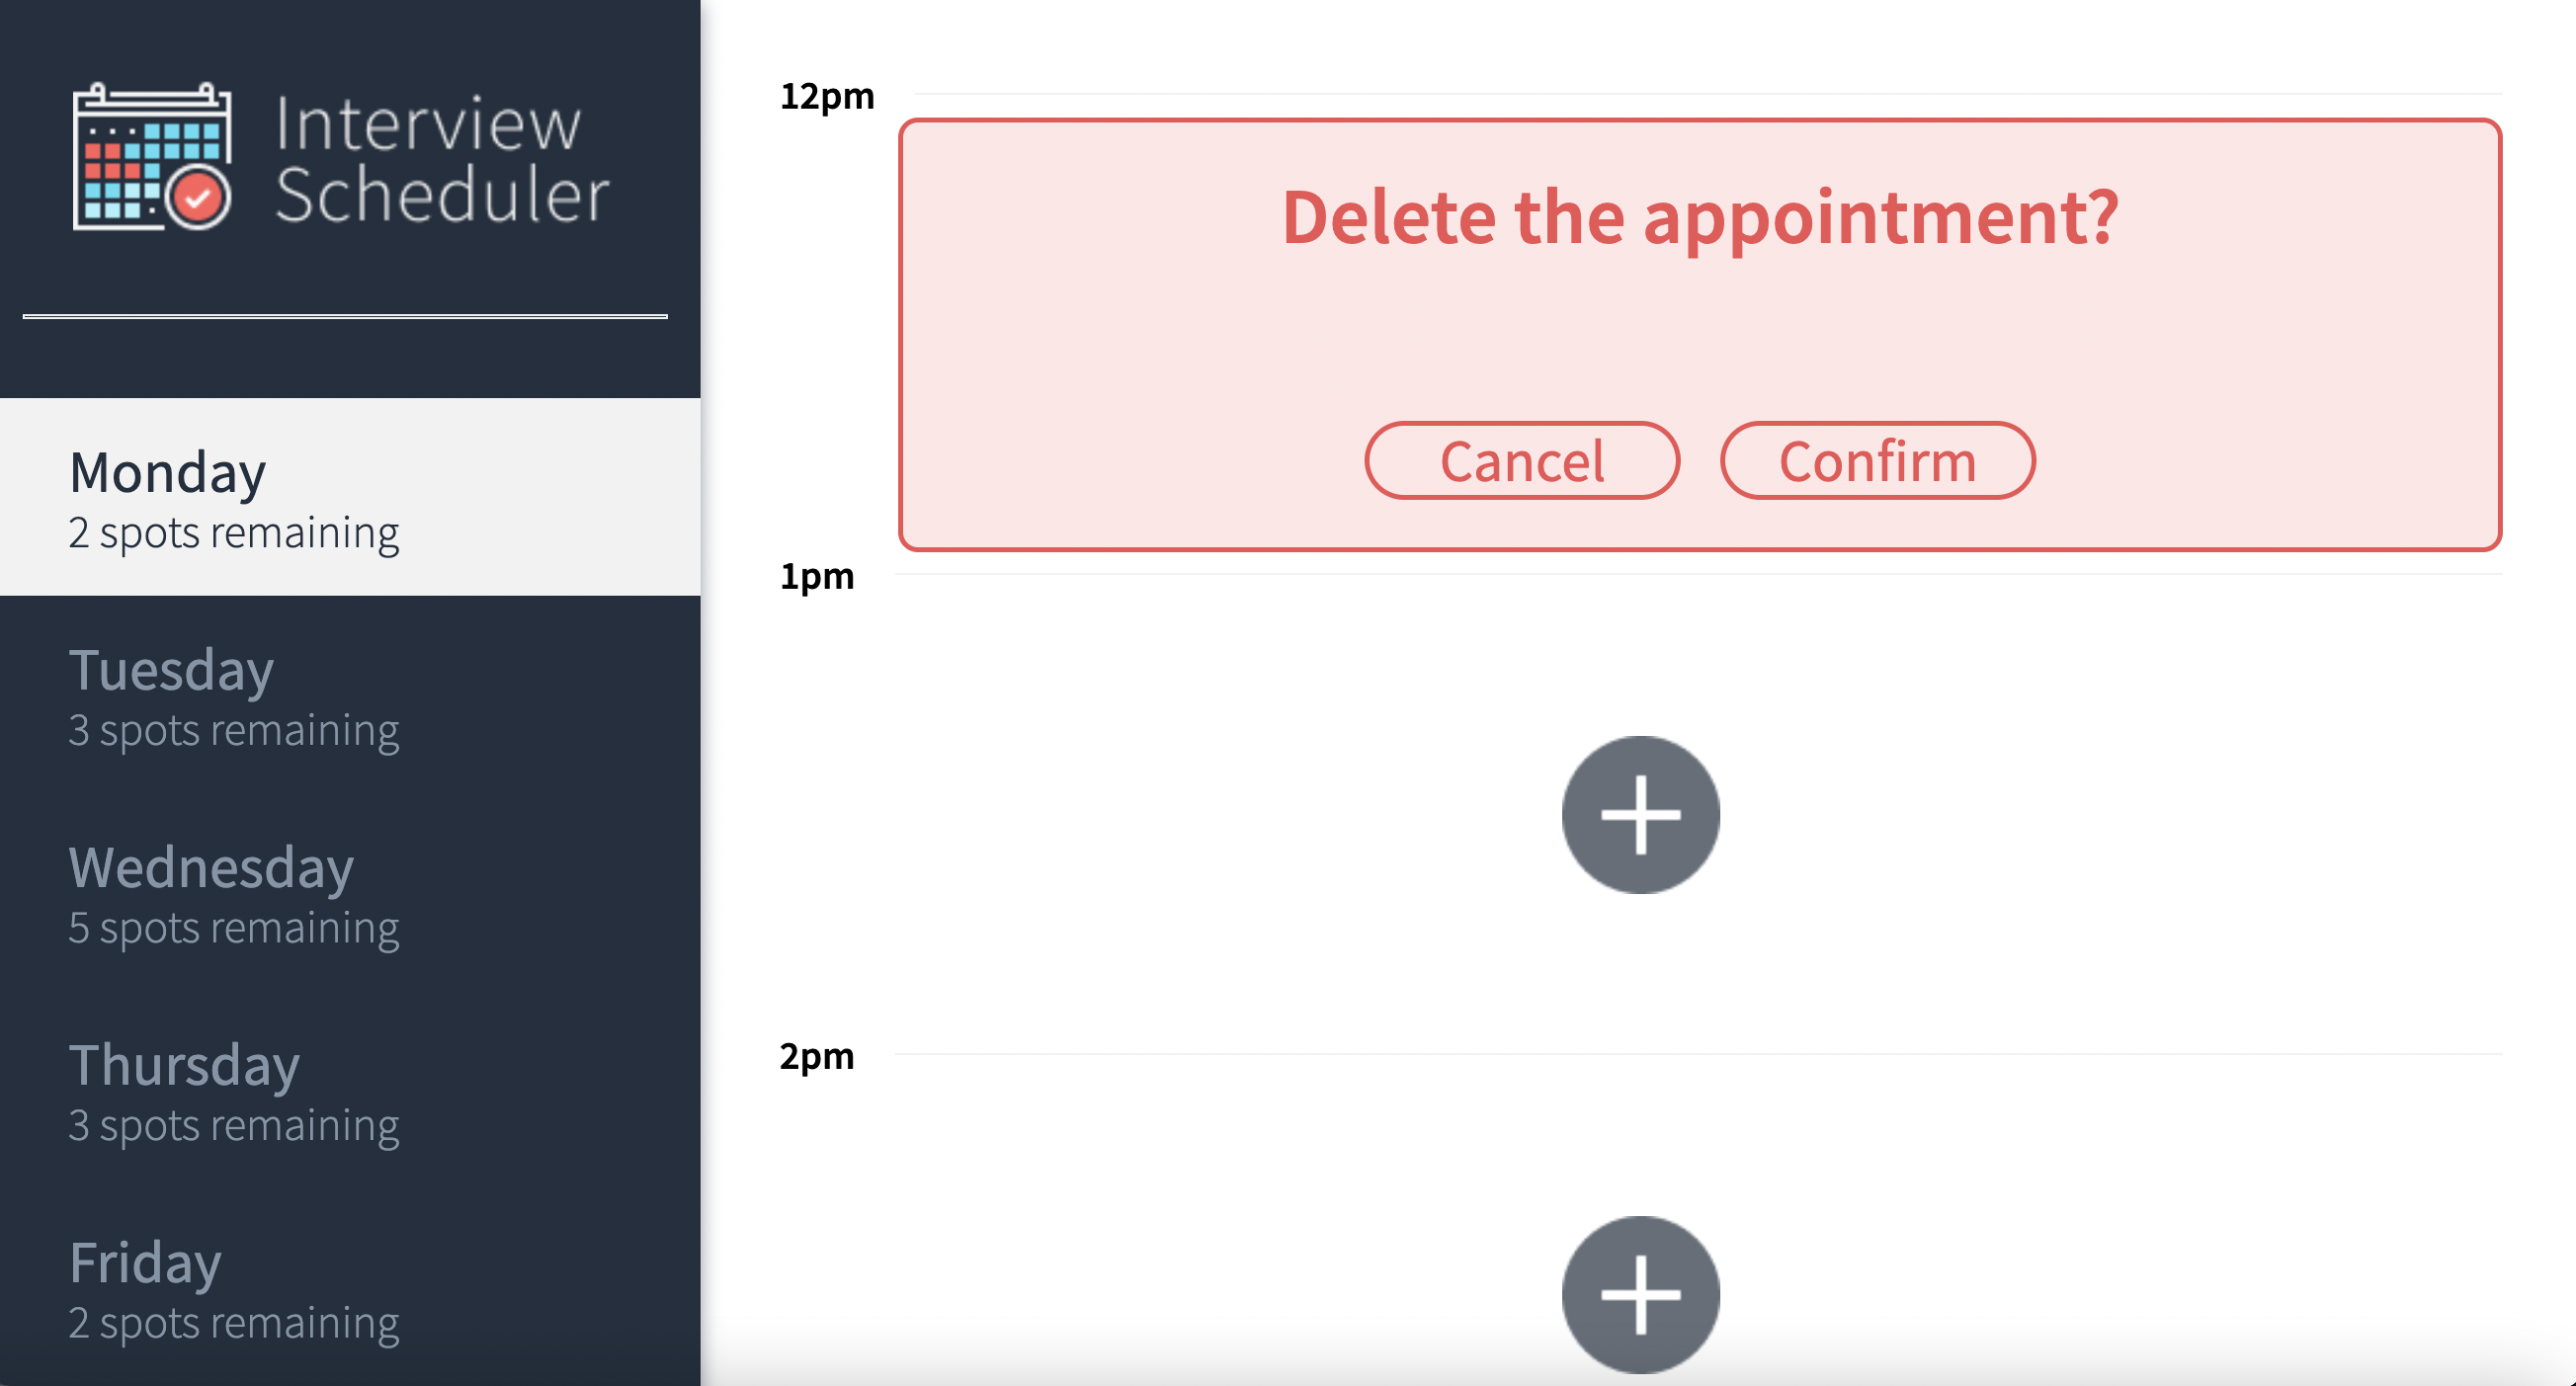 Interview
Scheduler
Monday
2 spots remaining
Tuesday
3 spots remaining
Wednesday
5 spots remaining
Thursday
3 spots remaining
Friday
2 spots remaining
12pm
Delete the appointment?
Cancel Confirm
1pm
2pm